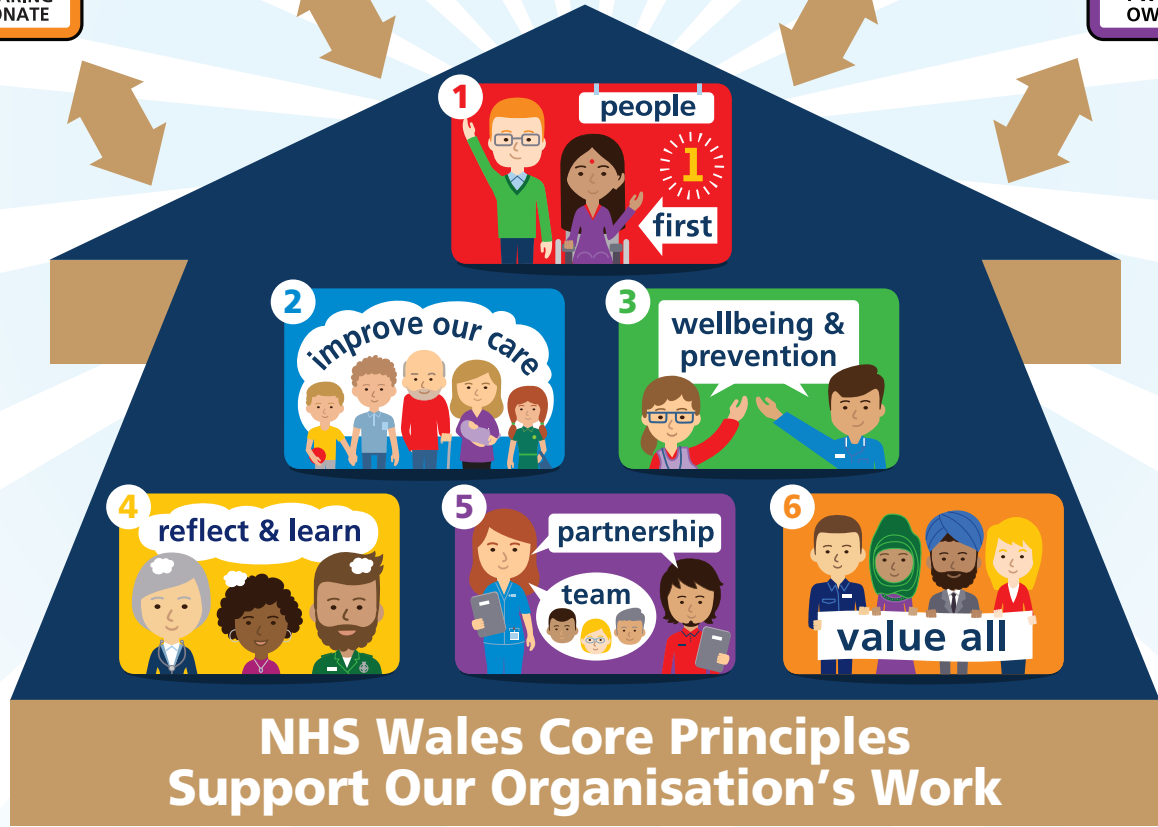 ONATE
OW
1
people
1
first
2
improve our care
3
wellbeing &
prevention
4
reflect & learn
5
partnership
team
6
value all
NHS Wales Core Principles
Support Our Organisation's Work